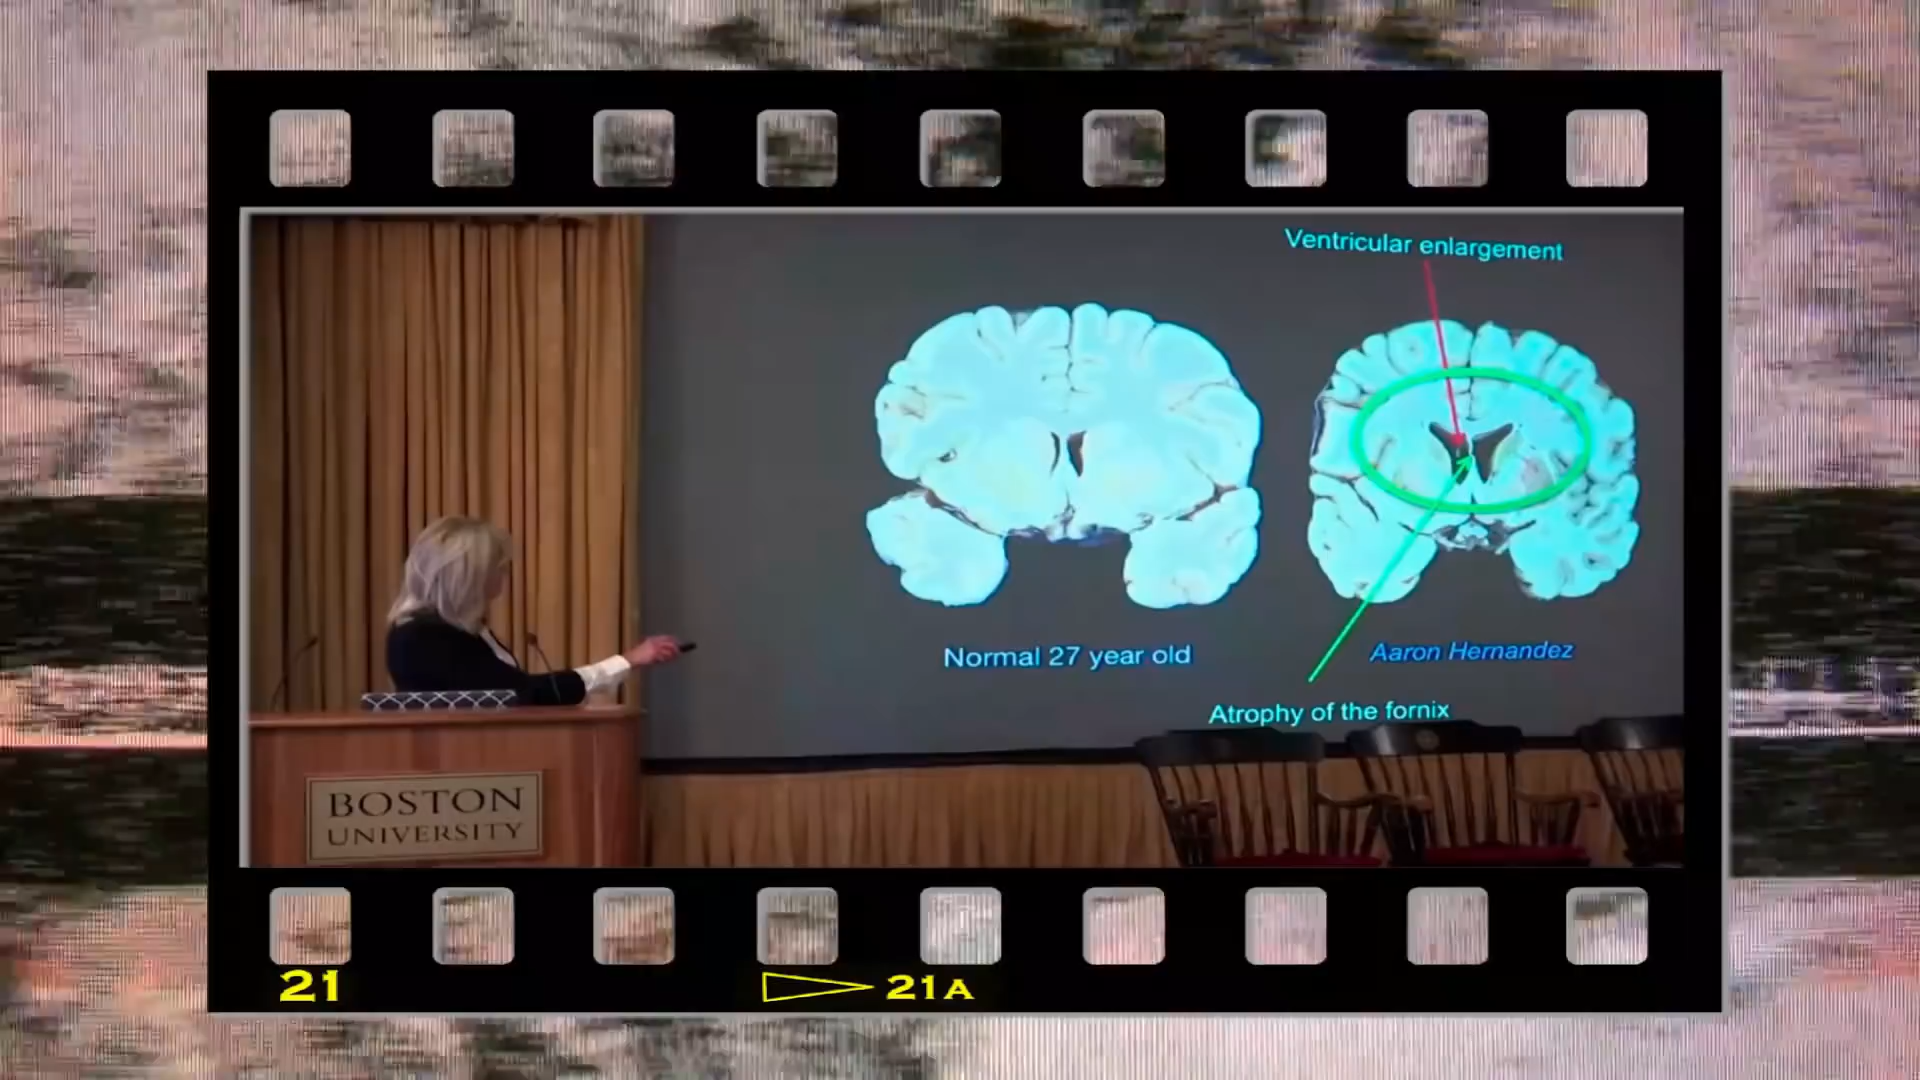 Ventricular enlargement
Normal 27 year old
Aaron Hernandez
Atrophy of the fornix
BOSTON
UNIVERSITY
21
21A